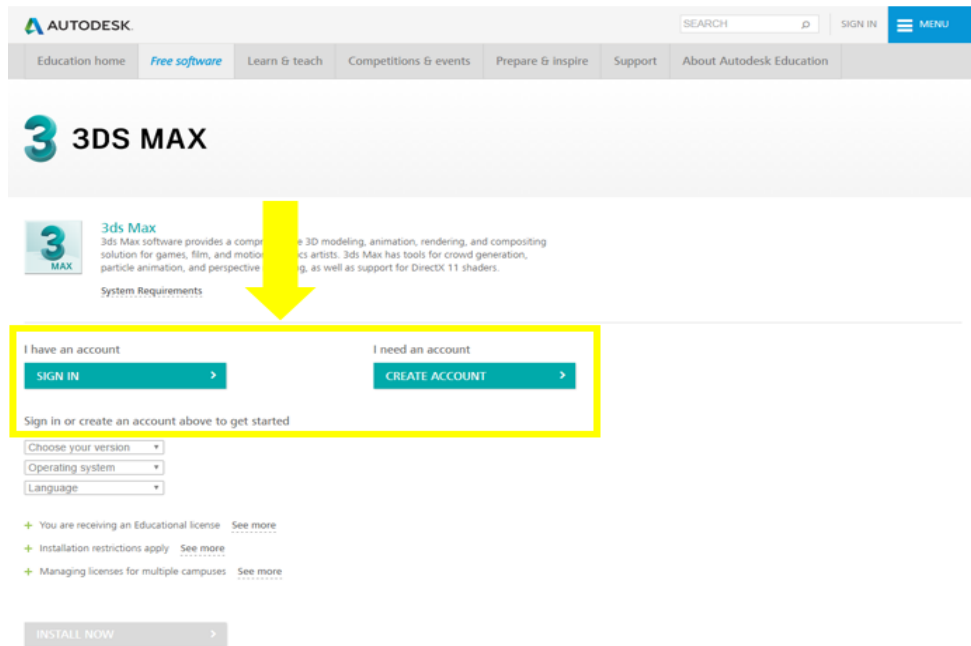 AUTODESK.
SEARCH
SIGN IN
MENU
Education home
Free software
Learn & teach
Competitions & events
Prepare & inspire
Support
About Autodesk Education
3DS MAX
3ds Max
3ds Max software provides a 3D modeling, animation, rendering, and compositing
solution for games, film, and artists. 3ds Max has tools for crowd generation,
particle animation, and perspective as well as support for DirectX 11 shaders.
MAX
System Requirements
I have an account
I need an account
SIGN IN
CREATE ACCOUNT
Sign in or create an account above to get started
Choose your version
Operating system
Language
+ You are receiving an Educational license See more
+ Installation restrictions apply See more
+ Managing licenses for multiple campuses See more
INSTALL NOW